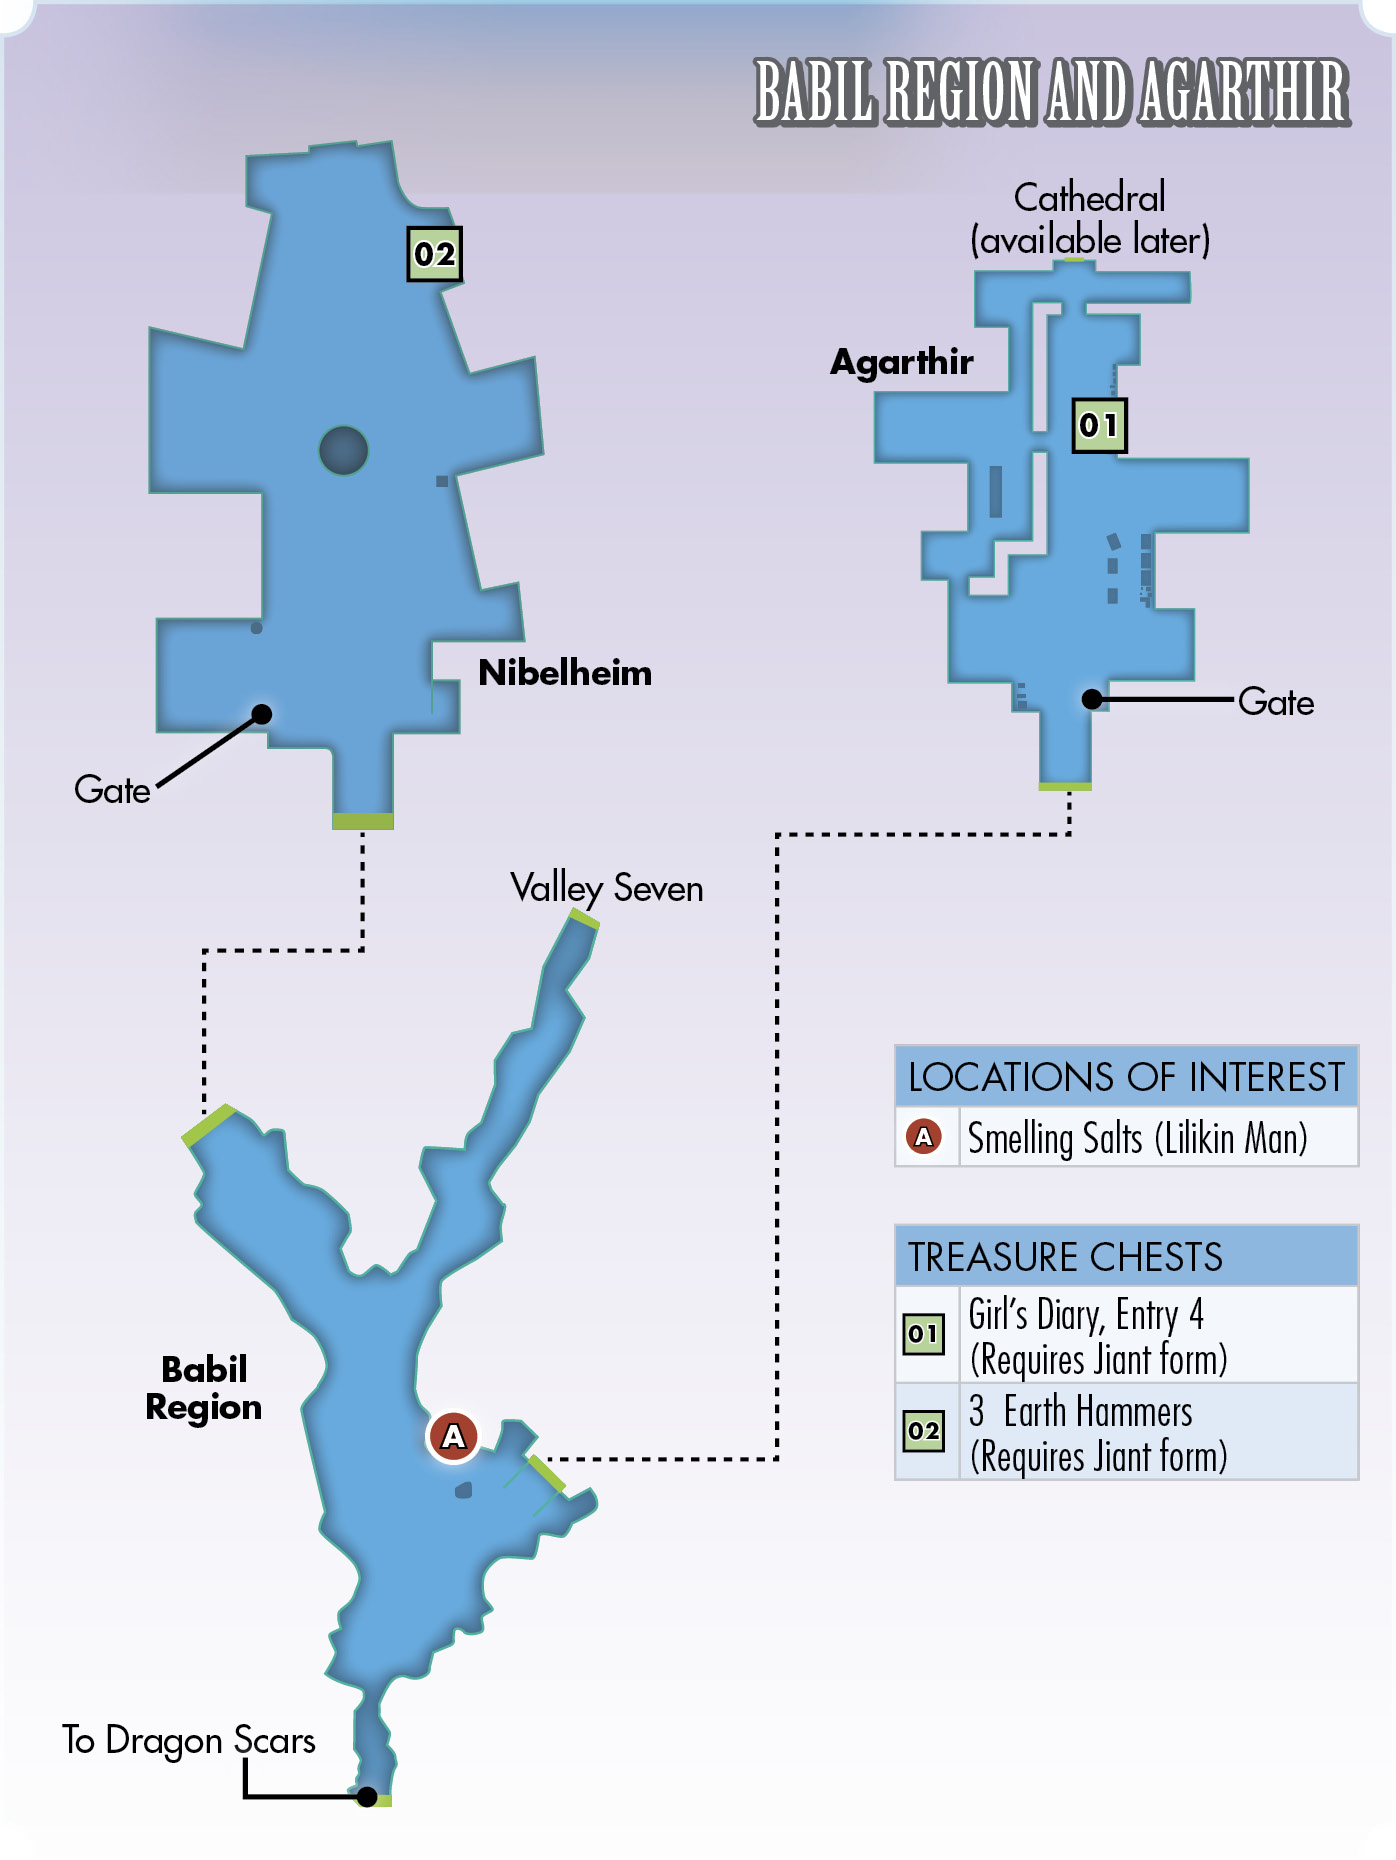 BABIL REGION AND AGARTHIR
02
Cathedral
(available later)
Agarthir
01
Nibelheim
Gate
Gate
Valley Seven
LOCATIONS OF INTEREST
A Smelling Salts (Lilikin Man)
TREASURE CHESTS
01 Girl's Diary, Entry 4
(Requires Jiant form)
02 3 Earth Hammers
(Requires Jiant form)
Babil
Region
A
To Dragon Scars